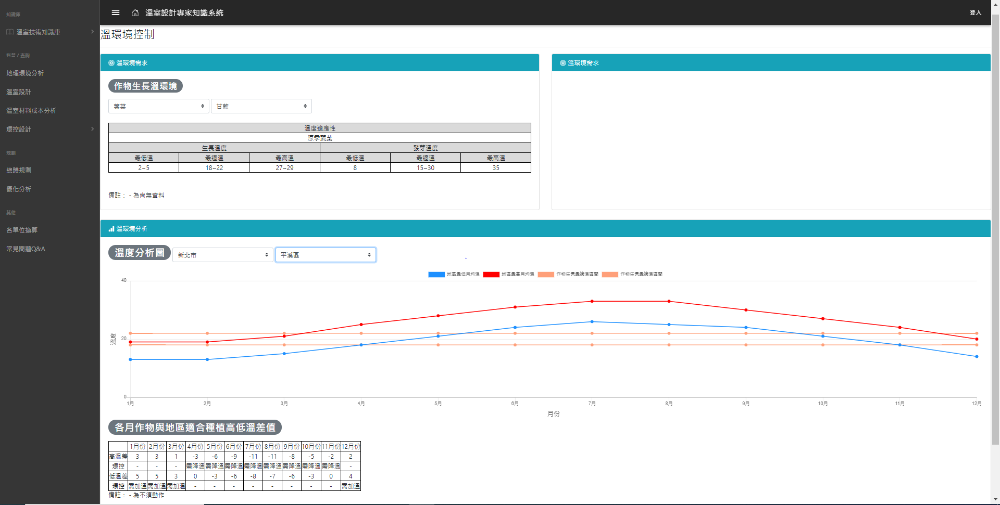 知識庫
溫室技術知識庫
科普 / 查詢
地理環境分析
溫室設計
溫室材料成本分析
環控設計
規劃
總體規劃
優化分析
其他
各單位換算
常見問題Q&A
溫室設計專家知識系統
登入
溫環境控制
溫環境需求
作物生長溫環境
葉菜 甘藍
溫度適應性
涼季蔬菜
生長溫度 發芽溫度
最低溫 最適溫 最高溫 最低溫 最適溫 最高溫
2~5 18~22 27~29 8 15~30 35
備註： - 為尚無資料
溫環境需求
溫環境分析
溫度分析圖 新北市 平溪區
地區最低月均溫 地區最高月均溫 作物生長最適溫區間 作物生長最適溫區間
40
20
0
溫度
1月 2月 3月 4月 5月 6月 7月 8月 9月 10月 11月 12月
月份
各月作物與地區適合種植高低溫差值
1月份 2月份 3月份 4月份 5月份 6月份 7月份 8月份 9月份 10月份 11月份 12月份
高溫差 3 3 1 -3 -6 -9 -11 -11 -8 -5 -2 2
環控 - - - 需降溫 需降溫 需降溫 需降溫 需降溫 需降溫 需降溫 需降溫 -
低溫差 5 5 3 0 -3 -6 -8 -7 -6 -3 0 4
環控 需加溫 需加溫 需加溫 - - - - - - - - 需加溫
備註： - 為不須動作